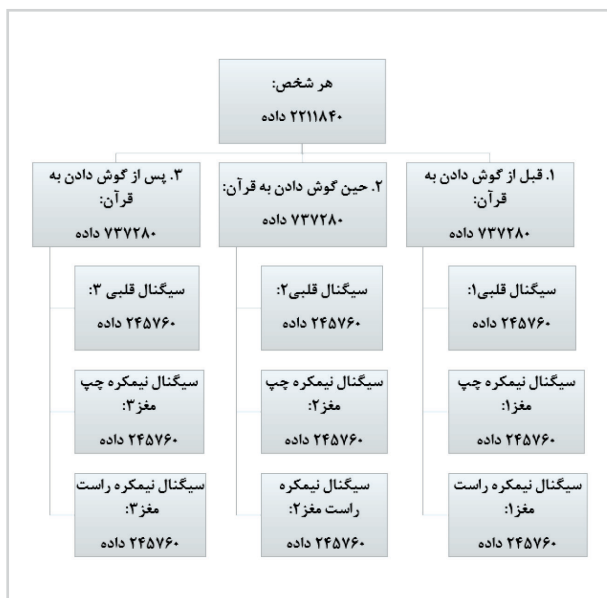 هر شخص:
۲۲۱۱۸۴۰ داده
۱. قبل از گوش دادن به
قرآن:
۷۳۷۲۸۰ داده
سیگنال قلبی۱:
۲۴۵۷۶۰ داده
سیگنال نیمکره چپ
مغز۱:
۲۴۵۷۶۰ داده
سیگنال نیمکره راست
مغز۱:
۲۴۵۷۶۰ داده
۲. حین گوش دادن به قرآن:
۷۳۷۲۸۰ داده
سیگنال قلبی۲:
۲۴۵۷۶۰ داده
سیگنال نیمکره چپ
مغز۲:
۲۴۵۷۶۰ داده
سیگنال نیمکره
راست مغز۲:
۲۴۵۷۶۰ داده
۳. پس از گوش دادن به
قرآن:
۷۳۷۲۸۰ داده
سیگنال قلبی ۳:
۲۴۵۷۶۰ داده
سیگنال نیمکره چپ
مغز۳:
۲۴۵۷۶۰ داده
سیگنال نیمکره راست
مغز۳:
۲۴۵۷۶۰ داده